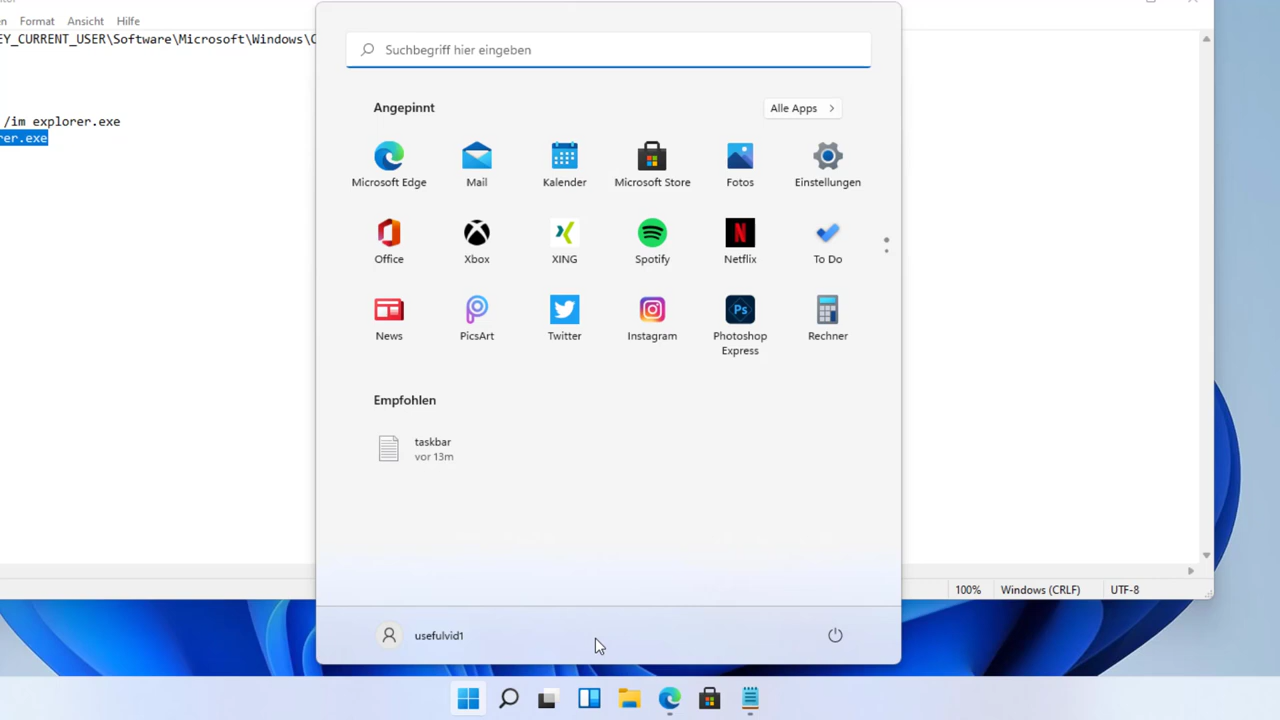 Format Ansicht Hilfe
EY_CURRENT_USER\Software\Microsoft\Windows\C
/im explorer.exe
rer.exe
Suchbegriff hier eingeben
Angepinnt
Alle Apps
Microsoft Edge Mail Kalender Microsoft Store Fotos Einstellungen
Office Xbox XING Spotify Netflix To Do
News PicsArt Twitter Instagram Photoshop Express Rechner
Ps
Empfohlen
taskbar
vor 13m
100% Windows (CRLF) UTF-8
usefulvid1